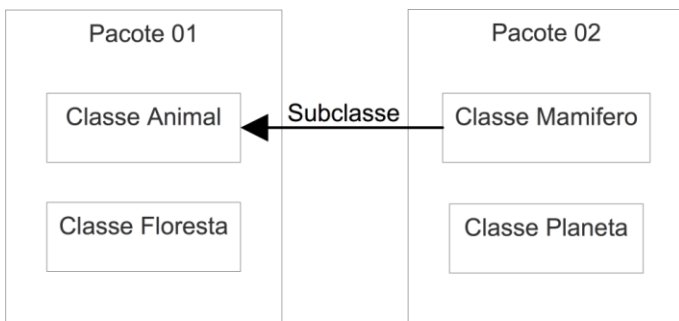 Pacote 01
Pacote 02
Classe Animal
Subclasse
Classe Mamifero
Classe Floresta
Classe Planeta